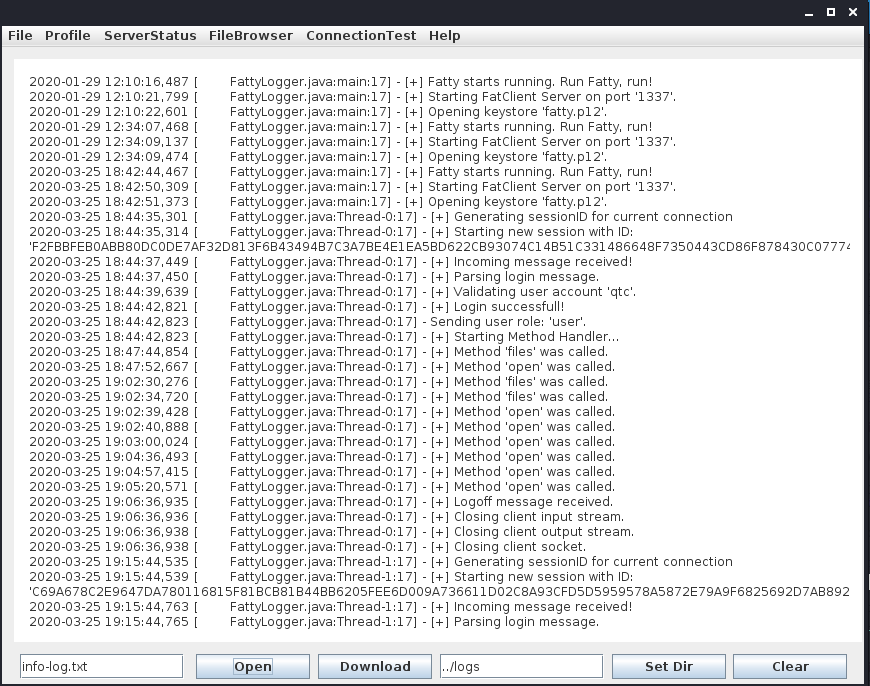 File Profile ServerStatus FileBrowser ConnectionTest Help
2020-01-29 12:10:16,487 [ FattyLogger.java:main:17] - [+] Fatty starts running. Run Fatty, run!
2020-01-29 12:10:21,799 [ FattyLogger.java:main:17] - [+] Starting FatClient Server on port '1337'.
2020-01-29 12:10:22,601 [ FattyLogger.java:main:17] - [+] Opening keystore 'fatty.p12'.
2020-01-29 12:34:07,468 [ FattyLogger.java:main:17] - [+] Fatty starts running. Run Fatty, run!
2020-01-29 12:34:09,137 [ FattyLogger.java:main:17] - [+] Starting FatClient Server on port '1337'.
2020-01-29 12:34:09,474 [ FattyLogger.java:main:17] - [+] Opening keystore 'fatty.p12'.
2020-03-25 18:42:44,467 [ FattyLogger.java:main:17] - [+] Fatty starts running. Run Fatty, run!
2020-03-25 18:42:50,309 [ FattyLogger.java:main:17] - [+] Starting FatClient Server on port '1337'.
2020-03-25 18:42:51,373 [ FattyLogger.java:main:17] - [+] Opening keystore 'fatty.p12'.
2020-03-25 18:44:35,301 [ FattyLogger.java:Thread-0:17] - [+] Generating sessionID for current connection
2020-03-25 18:44:35,314 [ FattyLogger.java:Thread-0:17] - [+] Starting new session with ID:
'F2FBBFEB0ABB80DC0DE7AF32D813F6B43494B7C3A7BE4E1EA5BD622CB93074C14B51C331486648F7350443CD86F878430C07774
2020-03-25 18:44:37,449 [ FattyLogger.java:Thread-0:17] - [+] Incoming message received!
2020-03-25 18:44:37,450 [ FattyLogger.java:Thread-0:17] - [+] Parsing login message.
2020-03-25 18:44:39,639 [ FattyLogger.java:Thread-0:17] - [+] Validating user account 'qtc'.
2020-03-25 18:44:42,821 [ FattyLogger.java:Thread-0:17] - [+] Login successfull!
2020-03-25 18:44:42,823 [ FattyLogger.java:Thread-0:17] - Sending user role: 'user'.
2020-03-25 18:44:42,823 [ FattyLogger.java:Thread-0:17] - [+] Starting Method Handler...
2020-03-25 18:47:44,854 [ FattyLogger.java:Thread-0:17] - [+] Method 'files' was called.
2020-03-25 18:47:52,667 [ FattyLogger.java:Thread-0:17] - [+] Method 'open' was called.
2020-03-25 19:02:30,276 [ FattyLogger.java:Thread-0:17] - [+] Method 'files' was called.
2020-03-25 19:02:34,720 [ FattyLogger.java:Thread-0:17] - [+] Method 'files' was called.
2020-03-25 19:02:39,428 [ FattyLogger.java:Thread-0:17] - [+] Method 'open' was called.
2020-03-25 19:02:40,888 [ FattyLogger.java:Thread-0:17] - [+] Method 'open' was called.
2020-03-25 19:03:00,024 [ FattyLogger.java:Thread-0:17] - [+] Method 'open' was called.
2020-03-25 19:04:36,493 [ FattyLogger.java:Thread-0:17] - [+] Method 'open' was called.
2020-03-25 19:04:57,415 [ FattyLogger.java:Thread-0:17] - [+] Method 'open' was called.
2020-03-25 19:05:20,571 [ FattyLogger.java:Thread-0:17] - [+] Method 'open' was called.
2020-03-25 19:06:36,935 [ FattyLogger.java:Thread-0:17] - [+] Logoff message received.
2020-03-25 19:06:36,936 [ FattyLogger.java:Thread-0:17] - [+] Closing client input stream.
2020-03-25 19:06:36,938 [ FattyLogger.java:Thread-0:17] - [+] Closing client output stream.
2020-03-25 19:06:36,938 [ FattyLogger.java:Thread-0:17] - [+] Closing client socket.
2020-03-25 19:15:44,535 [ FattyLogger.java:Thread-1:17] - [+] Generating sessionID for current connection
2020-03-25 19:15:44,539 [ FattyLogger.java:Thread-1:17] - [+] Starting new session with ID:
'C69A678C2E9647DA780116815F81BCB81B44BB6205FEE6D009A736611D02C8A93CFD5D5959578A5872E79A9F6825692D7AB892
2020-03-25 19:15:44,763 [ FattyLogger.java:Thread-1:17] - [+] Incoming message received!
2020-03-25 19:15:44,765 [ FattyLogger.java:Thread-1:17] - [+] Parsing login message.
info-log.txt Open Download ../logs Set Dir Clear